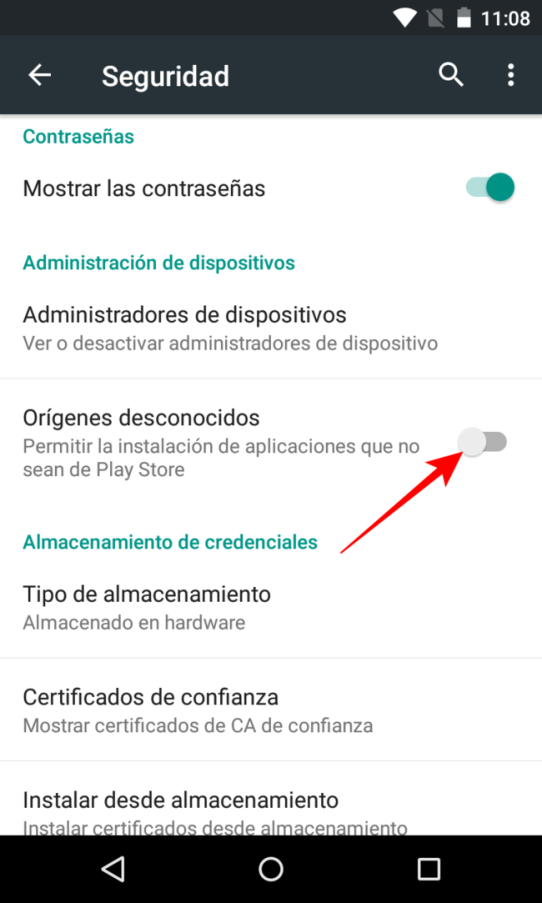 11:08
Seguridad
Contraseñas
Mostrar las contraseñas
Administración de dispositivos
Administradores de dispositivos
Ver o desactivar administradores de dispositivo
Orígenes desconocidos
Permitir la instalación de aplicaciones que no
sean de Play Store
Almacenamiento de credenciales
Tipo de almacenamiento
Almacenado en hardware
Certificados de confianza
Mostrar certificados de CA de confianza
Instalar desde almacenamiento
Instalar certificados desde almacenamiento